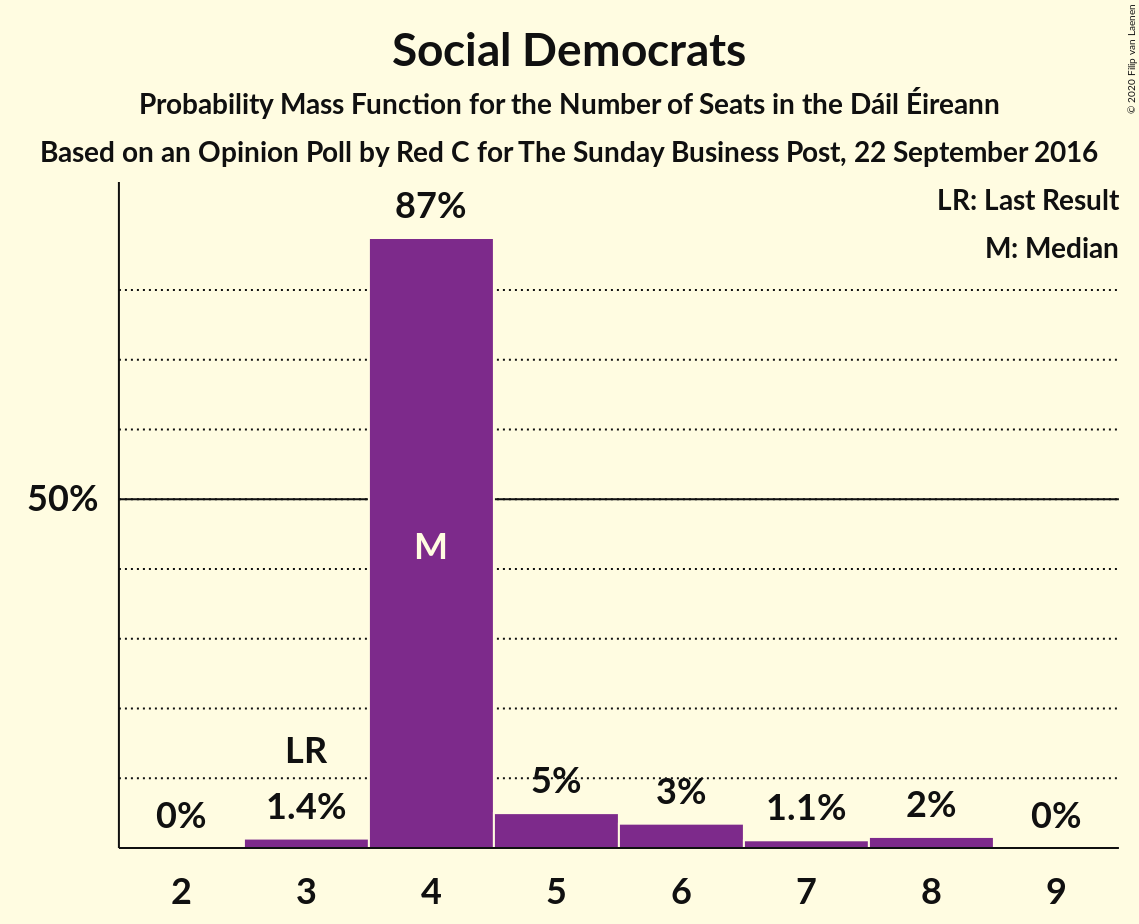 Social Democrats
Probability Mass Function for the Number of Seats in the Dáil Éireann
Based on an Opinion Poll by Red C for The Sunday Business Post, 22 September 2016
© 2020 Filip van Laenen
LR: Last Result
M: Median
87%
50%
M
LR
0%
1.4%
5%
3%
1.1%
2%
0%
2 3 4 5 6 7 8 9